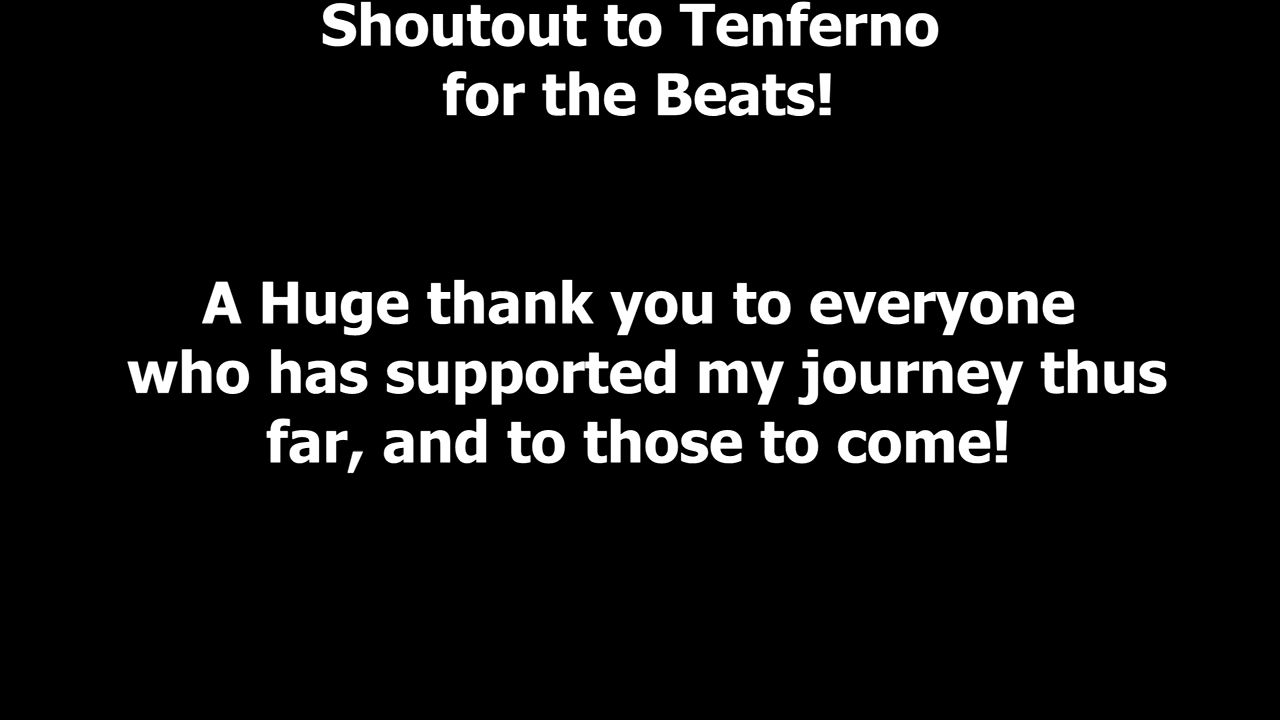 Shoutout to Tenferno
for the Beats!
A Huge thank you to everyone
who has supported my journey thus
far, and to those to come!